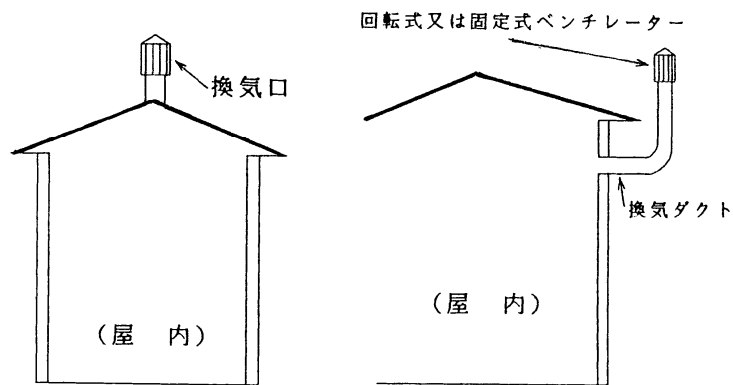 回転式又は固定式ベンチレーター
換気口
換気ダクト
(屋 内)
(屋 内)